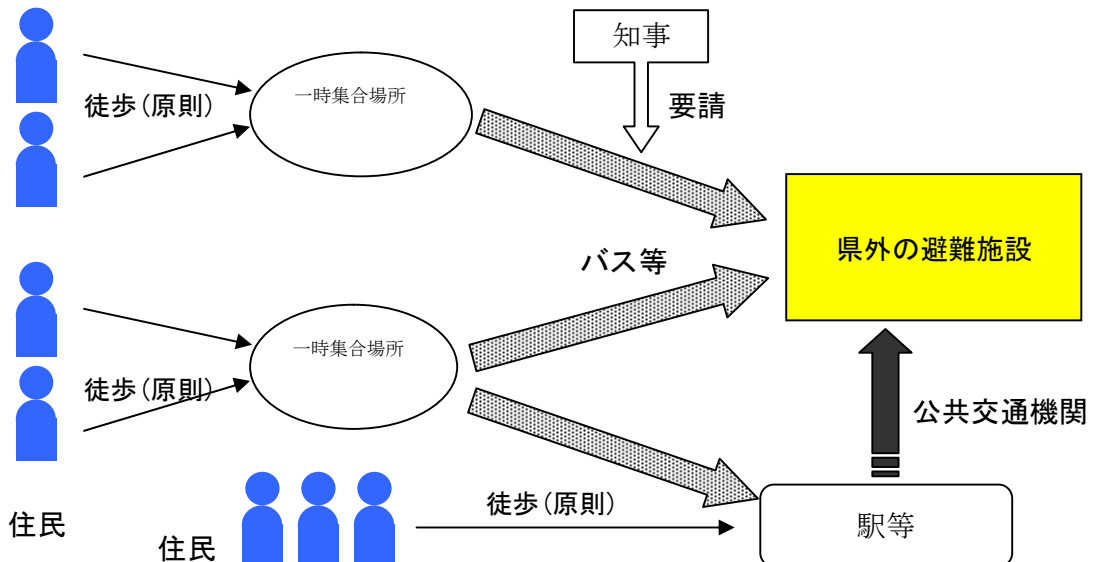 知事
一時集合場所
徒歩(原則)
要請
県外の避難施設
バス等
一時集合場所
徒歩(原則)
公共交通機関
徒歩(原則)
駅等
住民
住民